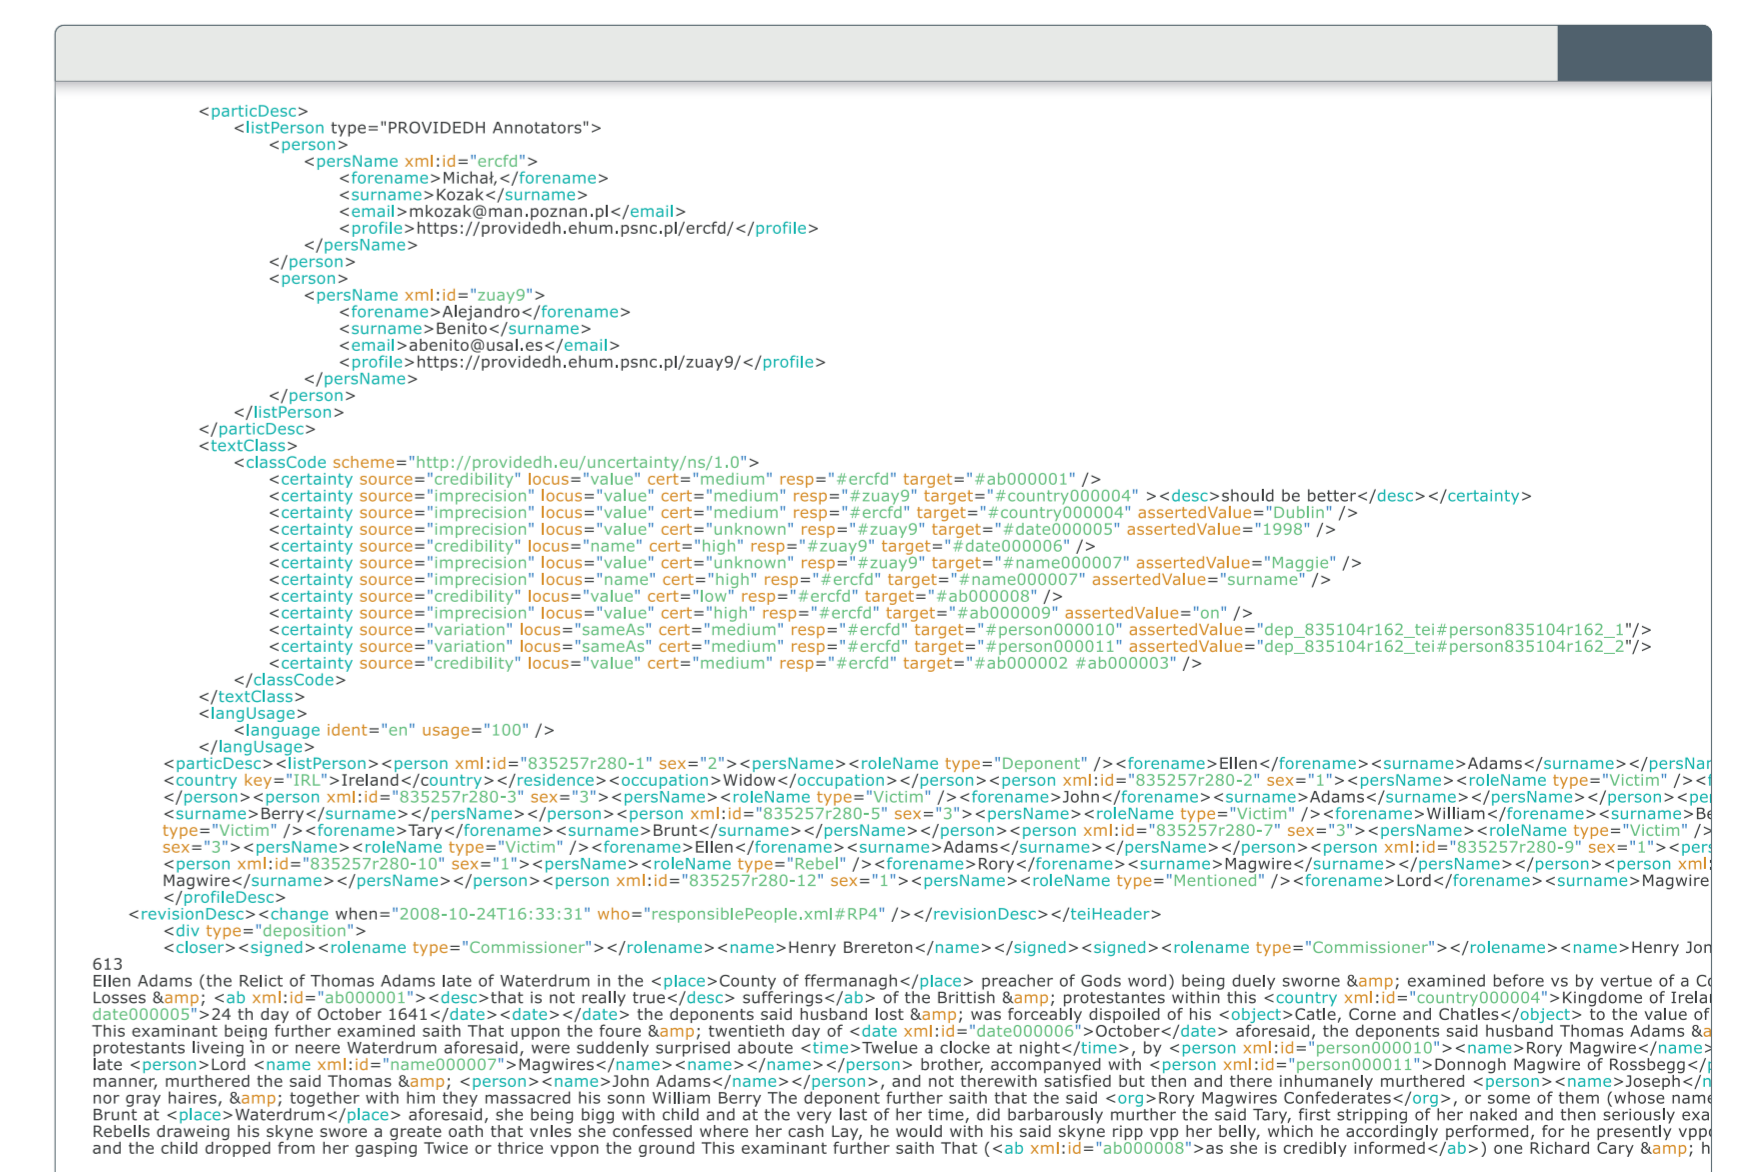 <particDesc>
<listPerson type="PROVIDEDH Annotators">
<person>
<persName xml:id="ercfd">
<forename>Michał,</forename>
<surname>Kozak</surname>
<email>mkozak@man.poznan.pl</email>
<profile>https://providedh.ehum.psnc.pl/ercfd/</profile>
</persName>
</person>
<person>
<persName xml:id="zuay9">
<forename>Alejandro</forename>
<surname>Benito</surname>
<email>abenito@usal.es</email>
<profile>https://providedh.ehum.psnc.pl/zuay9/</profile>
</persName>
</person>
</listPerson>
</particDesc>
<textClass>
<classCode scheme="http://providedh.eu/uncertainty/ns/1.0">
<certainty source="credibility" locus="value" cert="medium" resp="#ercfd" target="#ab000001" />
<certainty source="imprecision" locus="value" cert="medium" resp="#zuay9" target="#country000004" ><desc>should be better</desc></certainty>
<certainty source="imprecision" locus="value" cert="medium" resp="#ercfd" target="#country000004" assertedValue="Dublin" />
<certainty source="imprecision" locus="value" cert="unknown" resp="#zuay9" target="#date000005" assertedValue="1998" />
<certainty source="credibility" locus="name" cert="high" resp="#zuay9" target="#date000006" />
<certainty source="imprecision" locus="value" cert="unknown" resp="#zuay9" target="#name000007" assertedValue="Maggie" />
<certainty source="imprecision" locus="name" cert="high" resp="#ercfd" target="#name000007" assertedValue="surname" />
<certainty source="credibility" locus="value" cert="low" resp="#ercfd" target="#ab000008" />
<certainty source="imprecision" locus="value" cert="high" resp="#ercfd" target="#ab000009" assertedValue="on" />
<certainty source="variation" locus="sameAs" cert="medium" resp="#ercfd" target="#person000010" assertedValue="dep_835104r162_tei#person835104r162_1"/>
<certainty source="variation" locus="sameAs" cert="medium" resp="#ercfd" target="#person000011" assertedValue="dep_835104r162_tei#person835104r162_2"/>
<certainty source="credibility" locus="value" cert="medium" resp="#ercfd" target="#ab000002 #ab000003" />
</classCode>
</textClass>
<langUsage>
<language ident="en" usage="100" />
</langUsage>
<particDesc><listPerson><person xml:id="835257r280-1" sex="2"><persName><roleName type="Deponent" /><forename>Ellen</forename><surname>Adams</surname></persNar
<country key="IRL">Ireland</country></residence><occupation>Widow</occupation></person><person xml:id="835257r280-2" sex="1"><persName><roleName type="Victim" /><f
</person><person xml:id="835257r280-3" sex="3"><persName><roleName type="Victim" /><forename>John</forename><surname>Adams</surname></persName></person><per
<surname>Berry</surname></persName></person><person xml:id="835257r280-5" sex="3"><persName><roleName type="Victim" /><forename>William</forename><surname>Be
type="Victim" /><forename>Tary</forename><surname>Brunt</surname></persName></person><person xml:id="835257r280-7" sex="3"><persName><roleName type="Victim" />
sex="3"><persName><roleName type="Victim" /><forename>Ellen</forename><surname>Adams</surname></persName></person><person xml:id="835257r280-9" sex="1"><pers
<person xml:id="835257r280-10" sex="1"><persName><roleName type="Rebel" /><forename>Rory</forename><surname>Magwire</surname></persName></person><person xml:
Magwire</surname></persName></person><person xml:id="835257r280-12" sex="1"><persName><roleName type="Mentioned" /><forename>Lord</forename><surname>Magwire
</profileDesc>
<revisionDesc><change when="2008-10-24T16:33:31" who="responsiblePeople.xml#RP4" /></revisionDesc></teiHeader>
<div type="deposition">
<closer><signed><rolename type="Commissioner"></rolename><name>Henry Brereton</name></signed><signed><rolename type="Commissioner"></rolename><name>Henry Jon
613
Ellen Adams (the Relict of Thomas Adams late of Waterdrum in the <place>County of ffermanagh</place> preacher of Gods word) being duely sworne &amp; examined before vs by vertue of a Co
Losses &amp; <ab xml:id="ab000001"><desc>that is not really true</desc> sufferings</ab> of the Brittish &amp; protestantes within this <country xml:id="country000004">Kingdome of Irelar
date000005">24 th day of October 1641</date><date></date> the deponents said husband lost &amp; was forceably dispoiled of his <object>Catle, Corne and Chatles</object> to the value of
This examinant being further examined saith That uppon the foure &amp; twentieth day of <date xml:id="date000006">October</date> aforesaid, the deponents said husband Thomas Adams &a
protestants liveing in or neere Waterdrum aforesaid, were suddenly surprised aboute <time>Twelue a clocke at night</time>, by <person xml:id="person000010"><name>Rory Magwire</name>
late <person>Lord <name xml:id="name000007">Magwires</name><name></name></person> brother, accompanyed with <person xml:id="person000011">Donnogh Magwire of Rossbegg</p
manner, murthered the said Thomas &amp; <person><name>John Adams</name></person>, and not therewith satisfied but then and there inhumanely murthered <person><name>Joseph</n
nor gray haires, &amp; together with him they massacred his sonn William Berry The deponent further saith that the said <org>Rory Magwires Confederates</org>, or some of them (whose name
Brunt at <place>Waterdrum</place> aforesaid, she being bigg with child and at the very last of her time, did barbarously murther the said Tary, first stripping of her naked and then seriously exa
Rebells draweing his skyne swore a greate oath that vnles she confessed where her cash Lay, he would with his said skyne ripp vpp her belly, which he accordingly performed, for he presently vppo
and the child dropped from her gasping Twice or thrice vppon the ground This examinant further saith That (<ab xml:id="ab000008">as she is credibly informed</ab>) one Richard Cary &amp; h